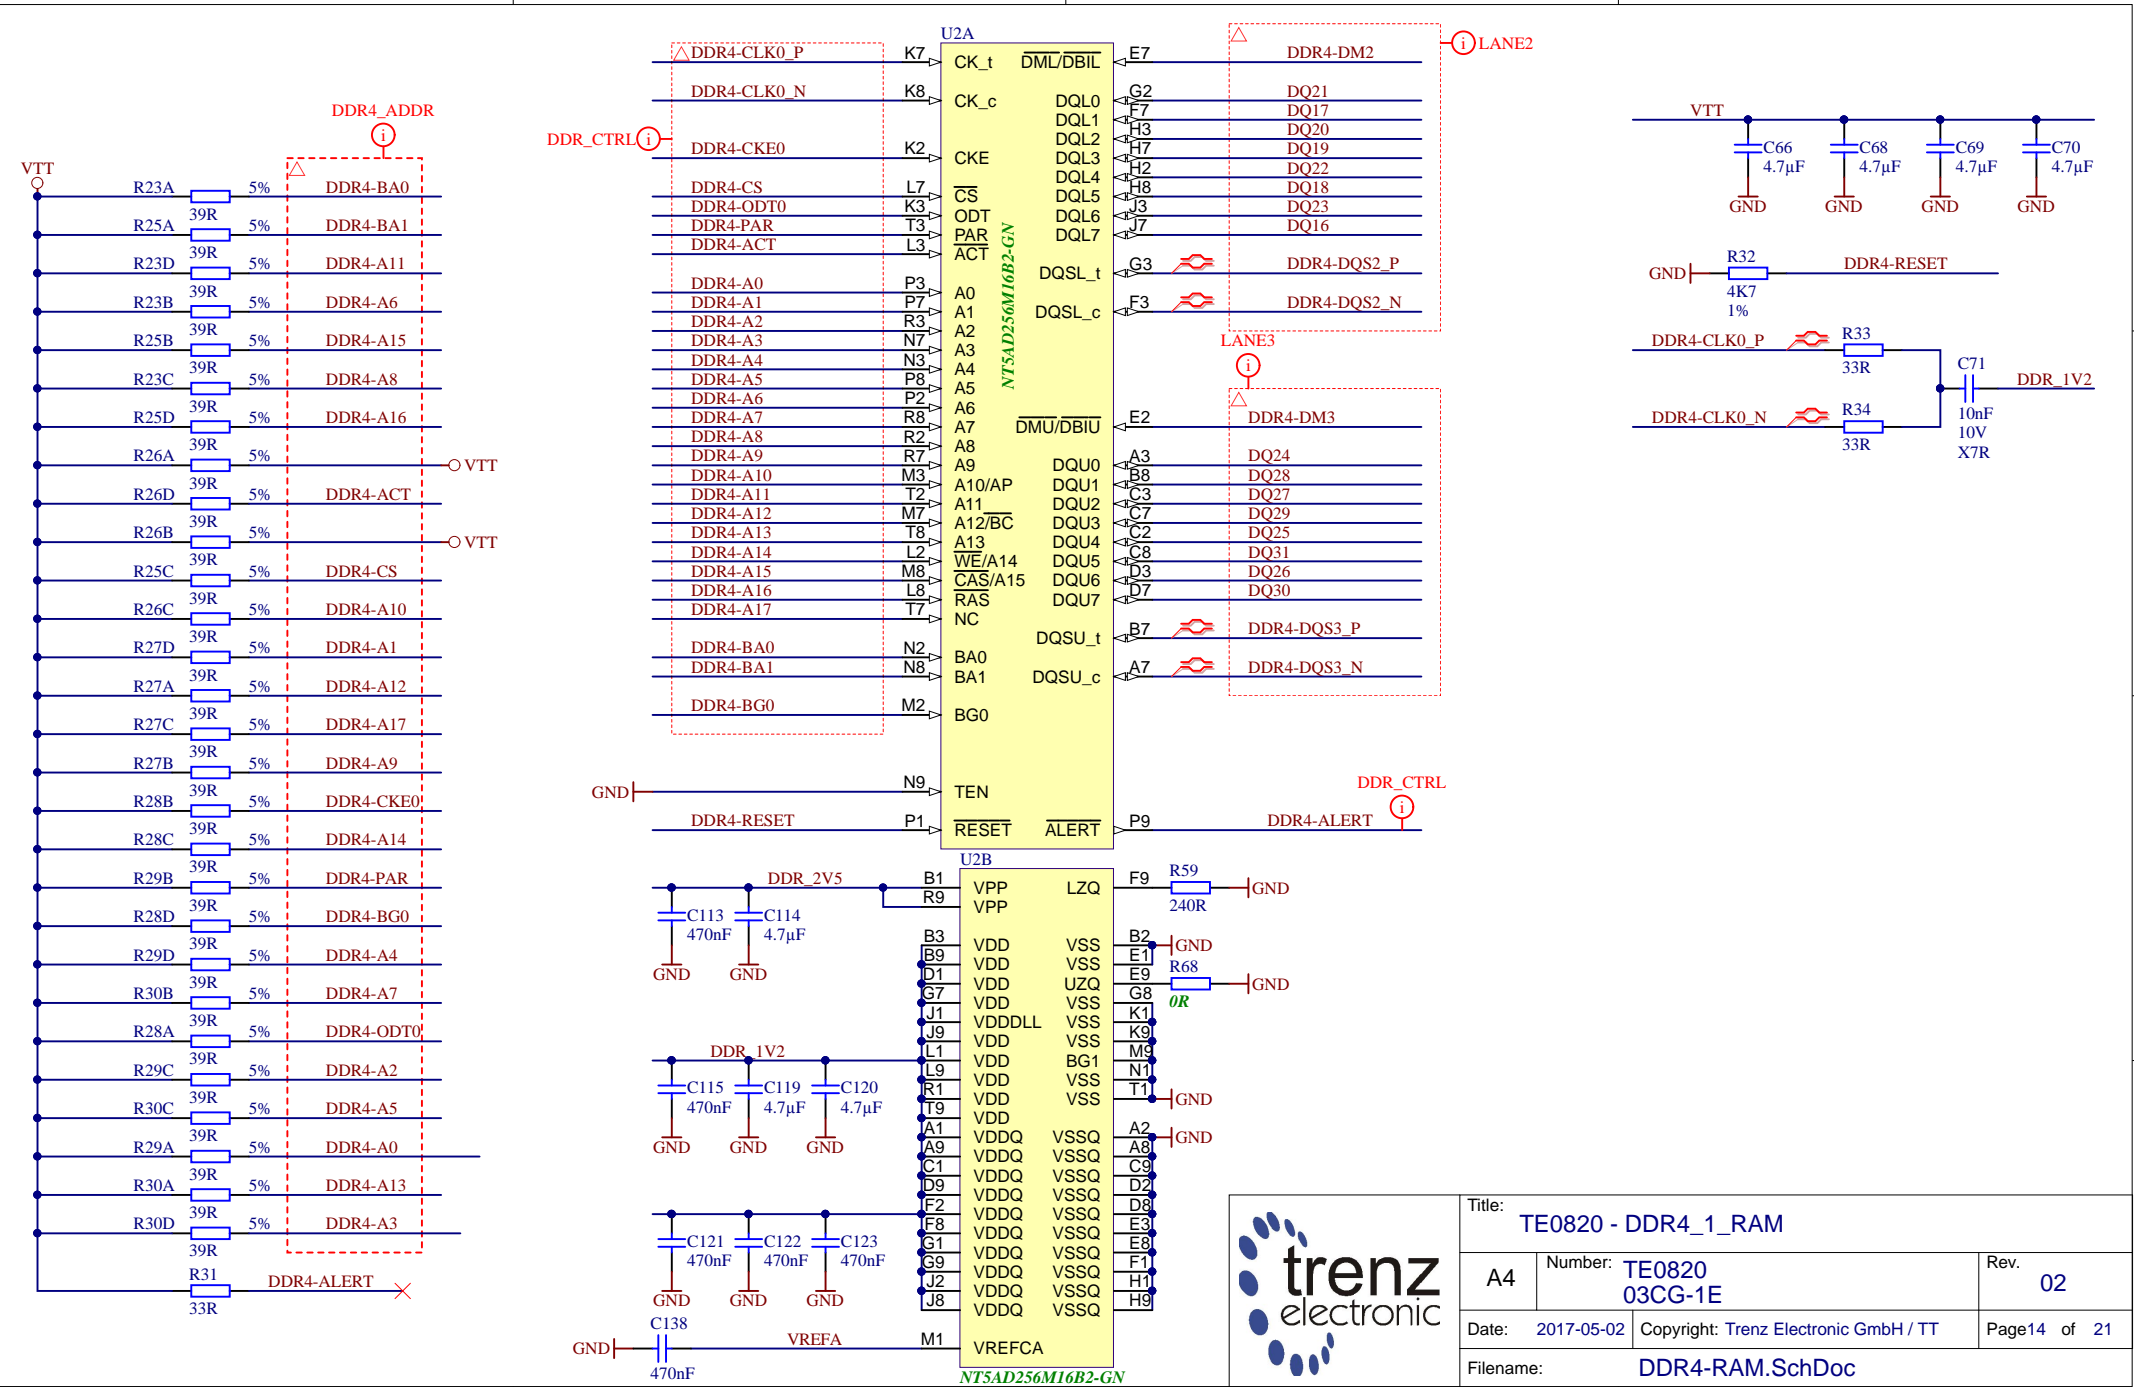 DDR4_ADDR
i
VTT
R23A 5% DDR4-BA0
39R
R25A 5% DDR4-BA1
39R
R23D 5% DDR4-A11
39R
R23B 5% DDR4-A6
39R
R25B 5% DDR4-A15
39R
R23C 5% DDR4-A8
39R
R25D 5% DDR4-A16
39R
R26A 5% VTT
39R
R26D 5% DDR4-ACT
39R
R26B 5% VTT
39R
R25C 5% DDR4-CS
39R
R26C 5% DDR4-A10
39R
R27D 5% DDR4-A1
39R
R27A 5% DDR4-A12
39R
R27C 5% DDR4-A17
39R
R27B 5% DDR4-A9
39R
R28B 5% DDR4-CKE0
39R
R28C 5% DDR4-A14
39R
R29B 5% DDR4-PAR
39R
R28D 5% DDR4-BG0
39R
R29D 5% DDR4-A4
39R
R30B 5% DDR4-A7
39R
R28A 5% DDR4-ODT0
39R
R29C 5% DDR4-A2
39R
R30C 5% DDR4-A5
39R
R29A 5% DDR4-A0
39R
R30A 5% DDR4-A13
39R
R30D 5% DDR4-A3
39R
R31 DDR4-ALERT
33R
U2A
DDR_CTRL i
DDR4-CLK0_P K7 CK_t
DDR4-CLK0_N K8 CK_c
DDR4-CKE0 K2 CKE
DDR4-CS L7 CS
DDR4-ODT0 K3 ODT
DDR4-PAR T3 PAR
DDR4-ACT L3 ACT
DDR4-A0 P3 A0
DDR4-A1 P7 A1
DDR4-A2 R3 A2
DDR4-A3 N7 A3
DDR4-A4 N3 A4
DDR4-A5 P8 A5
DDR4-A6 P2 A6
DDR4-A7 R8 A7
DDR4-A8 R2 A8
DDR4-A9 R7 A9
DDR4-A10 M3 A10/AP
DDR4-A11 T2 A11
DDR4-A12 M7 A12/BC
DDR4-A13 T8 A13
DDR4-A14 L2 WE/A14
DDR4-A15 M8 CAS/A15
DDR4-A16 L8 RAS
DDR4-A17 T7 NC
DDR4-BA0 N2 BA0
DDR4-BA1 N8 BA1
DDR4-BG0 M2 BG0
GND N9 TEN
DDR4-RESET P1 RESET
NT5AD256M16B2-GN
i LANE2
DML/DBIL E7 DDR4-DM2
DQL0 G2 DQ21
DQL1 F7 DQ17
DQL2 H3 DQ20
DQL3 H7 DQ19
DQL4 H2 DQ22
DQL5 H8 DQ18
DQL6 J3 DQ23
DQL7 J7 DQ16
DQSL_t G3 DDR4-DQS2_P
DQSL_c F3 DDR4-DQS2_N
LANE3
i
DMU/DBIU E2 DDR4-DM3
DQU0 A3 DQ24
DQU1 B8 DQ28
DQU2 C3 DQ27
DQU3 C7 DQ29
DQU4 C2 DQ25
DQU5 C8 DQ31
DQU6 D3 DQ26
DQU7 D7 DQ30
DQSU_t B7 DDR4-DQS3_P
DQSU_c A7 DDR4-DQS3_N
DDR_CTRL
i
ALERT P9 DDR4-ALERT
U2B
DDR_2V5 B1 VPP
R9 VPP
C113 C114
470nF 4.7µF
GND GND
B3 VDD
B9 VDD
D1 VDD
G7 VDD
J1 VDDDLL
J9 VDD
DDR_1V2 L1 VDD
L9 VDD
R1 VDD
T9 VDD
C115 C119 C120
470nF 4.7µF 4.7µF
GND GND GND
A1 VDDQ
A9 VDDQ
C1 VDDQ
D9 VDDQ
F2 VDDQ
F8 VDDQ
G1 VDDQ
G9 VDDQ
J2 VDDQ
J8 VDDQ
C121 C122 C123
470nF 470nF 470nF
GND GND GND
C138
GND VREFA M1 VREFCA
470nF
LZQ F9 R59 GND
240R
VSS B2 GND
VSS E1
UZQ E9 R68 GND
0R
VSS G8
VSS K1
VSS K9
BG1 M9
VSS N1
VSS T1 GND
VSSQ A2 GND
VSSQ A8
VSSQ C9
VSSQ D2
VSSQ D8
VSSQ E3
VSSQ E8
VSSQ F1
VSSQ H1
VSSQ H9
NT5AD256M16B2-GN
VTT
C66 C68 C69 C70
4.7µF 4.7µF 4.7µF 4.7µF
GND GND GND GND
R32
GND DDR4-RESET
4K7
1%
DDR4-CLK0_P R33
33R
C71
DDR_1V2
DDR4-CLK0_N R34
33R
10nF
10V
X7R
trenz
electronic
Title:
TE0820 - DDR4_1_RAM
A4
Number: TE0820
03CG-1E
Rev.
02
Date: 2017-05-02 Copyright: Trenz Electronic GmbH / TT Page14 of 21
Filename: DDR4-RAM.SchDoc